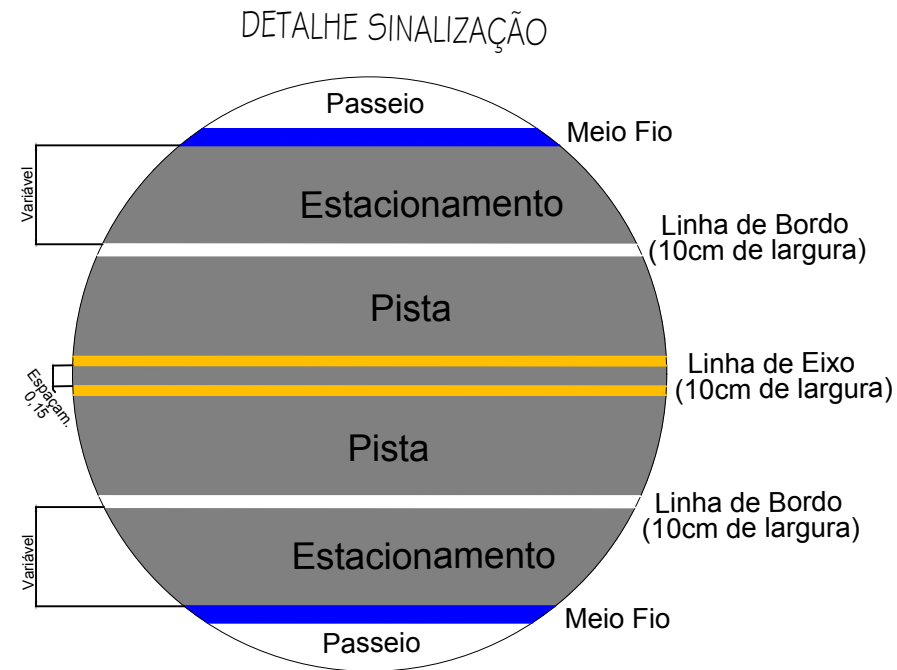 DETALHE SINALIZAÇÃO
Passeio
Meio Fio
Variável
Estacionamento
Linha de Bordo
(10cm de largura)
Pista
Linha de Eixo
(10cm de largura)
Espaçam.
0,15
Pista
Linha de Bordo
(10cm de largura)
Variável
Estacionamento
Meio Fio
Passeio